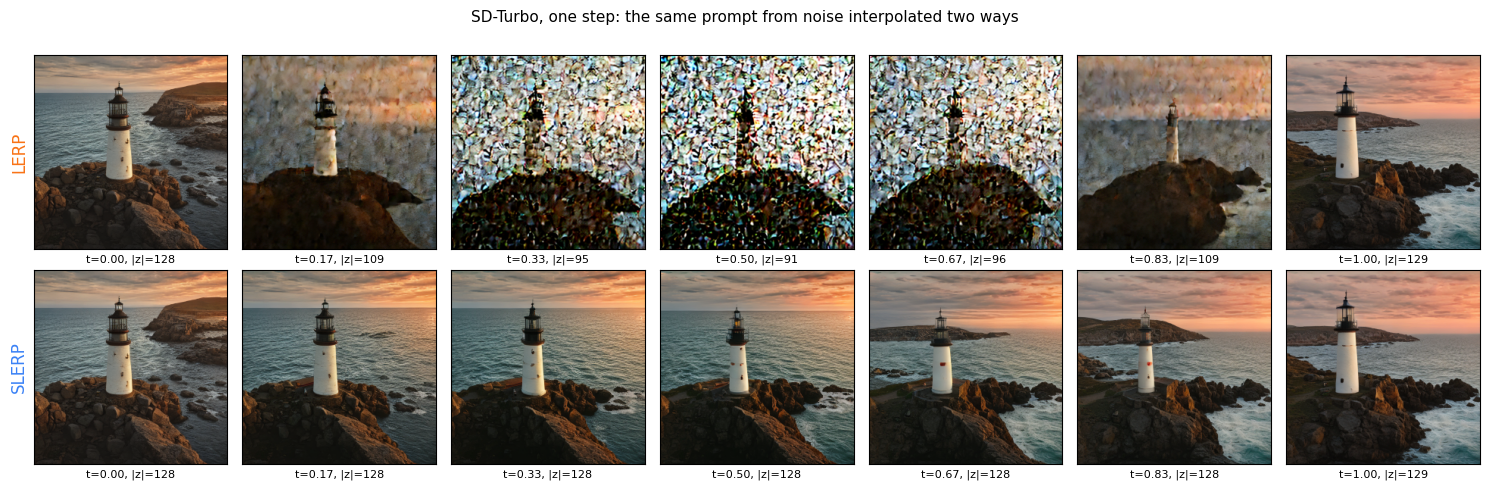 SD-Turbo, one step: the same prompt from noise interpolated two ways
LERP
t=0.00, |z|=128
t=0.17, |z|=109
t=0.33, |z|=95
t=0.50, |z|=91
t=0.67, |z|=96
t=0.83, |z|=109
t=1.00, |z|=129
SLERP
t=0.00, |z|=128
t=0.17, |z|=128
t=0.33, |z|=128
t=0.50, |z|=128
t=0.67, |z|=128
t=0.83, |z|=128
t=1.00, |z|=129